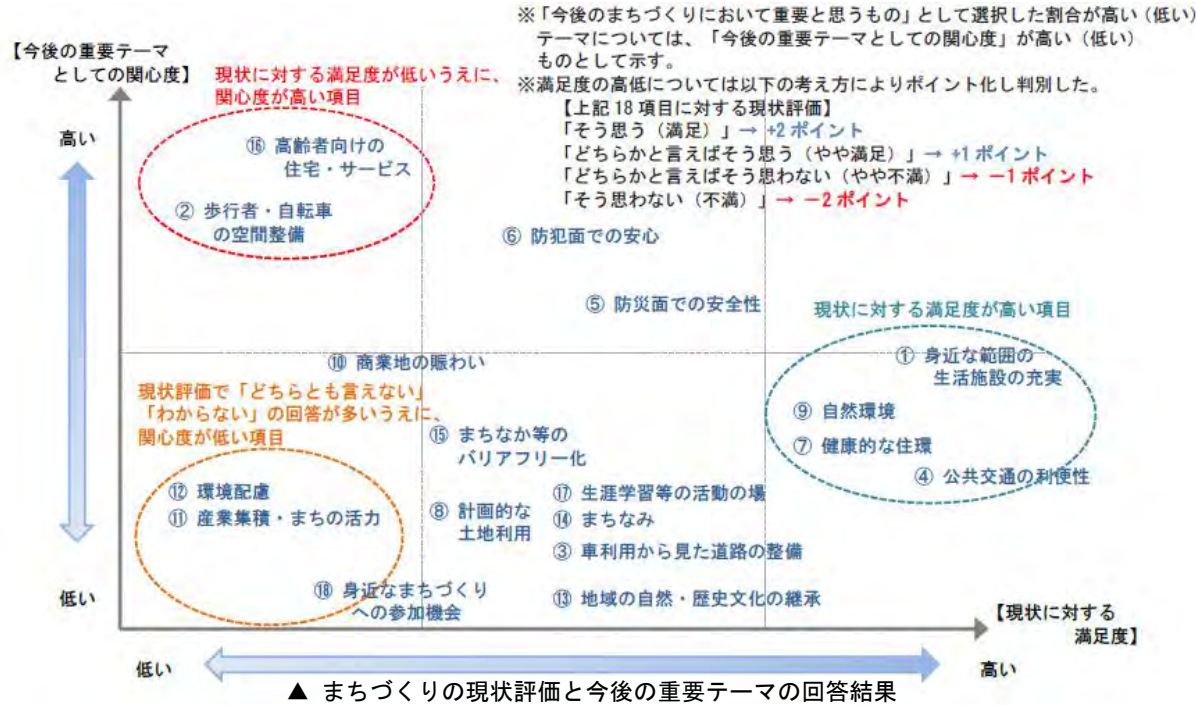 ※「今後のまちづくりにおいて重要と思うもの」として選択した割合が高い(低い)
テーマについては、「今後の重要テーマとしての関心度」が高い(低い)
ものとして示す。
※満足度の高低については以下の考え方によりポイント化し判別した。
【上記 18 項目に対する現状評価】
「そう思う(満足)」→ +2 ポイント
「どちらかと言えばそう思う(やや満足)」→ +1 ポイント
「どちらかと言えばそう思わない(やや不満)」→ −1 ポイント
「そう思わない(不満)」→ −2 ポイント
【今後の重要テーマ
としての関心度】
現状に対する満足度が低いうえに、
関心度が高い項目
高い
⑯ 高齢者向けの
住宅・サービス
② 歩行者・自転車
の空間整備
⑥ 防犯面での安心
⑤ 防災面での安全性
現状に対する満足度が高い項目
① 身近な範囲の
生活施設の充実
⑩ 商業地の賑わい
現状評価で「どちらとも言えない」
「わからない」の回答が多いうえに、
関心度が低い項目
⑨ 自然環境
⑮ まちなか等の
バリアフリー化
⑦ 健康的な住環
④ 公共交通の利便性
⑫ 環境配慮
⑪ 産業集積・まちの活力
⑰ 生涯学習等の活動の場
⑧ 計画的な
土地利用
⑭ まちなみ
③ 車利用から見た道路の整備
⑱ 身近なまちづくり
への参加機会
⑬ 地域の自然・歴史文化の継承
低い
【現状に対する
満足度】
低い
高い
▲ まちづくりの現状評価と今後の重要テーマの回答結果